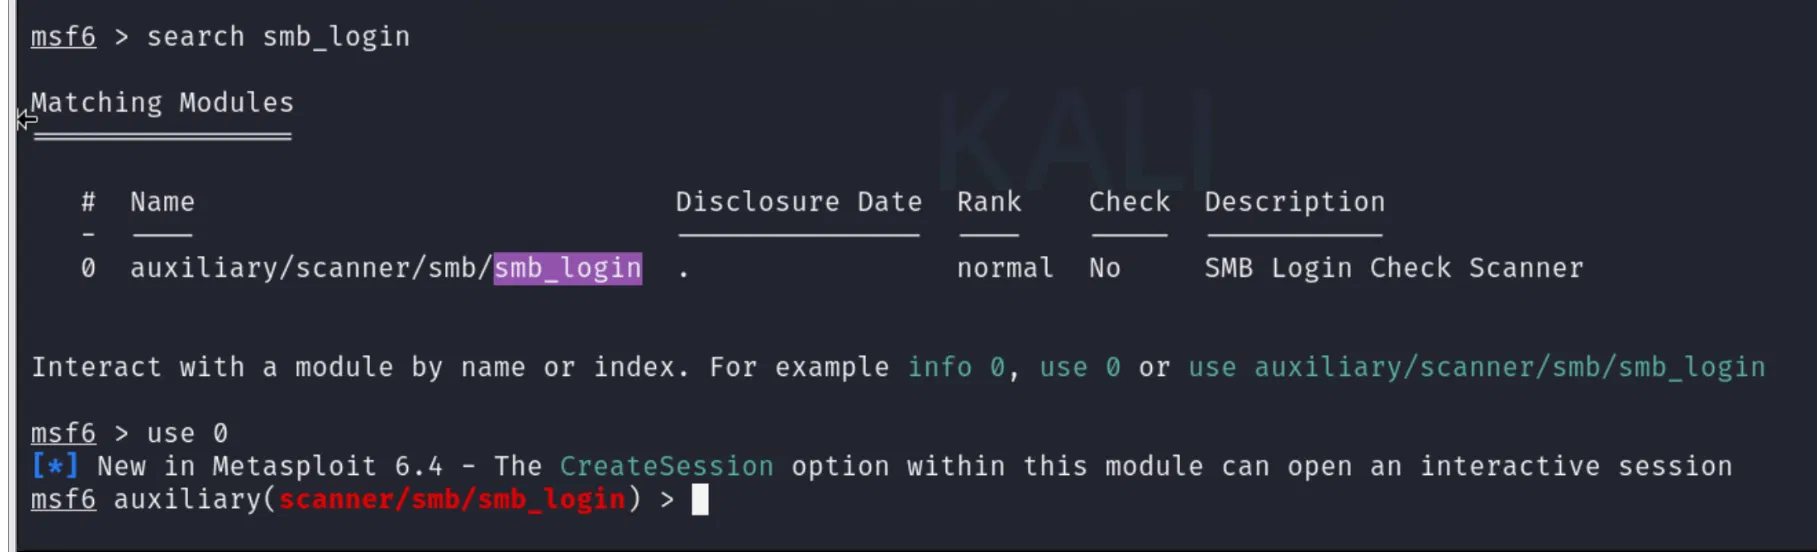 msf6 > search smb_login
Matching Modules
================
# Name Disclosure Date Rank Check Description
- ---- --------------- ---- ----- -----------
0 auxiliary/scanner/smb/smb_login . normal No SMB Login Check Scanner
Interact with a module by name or index. For example info 0, use 0 or use auxiliary/scanner/smb/smb_login
msf6 > use 0
[*] New in Metasploit 6.4 - The CreateSession option within this module can open an interactive session
msf6 auxiliary(scanner/smb/smb_login) >
KALI